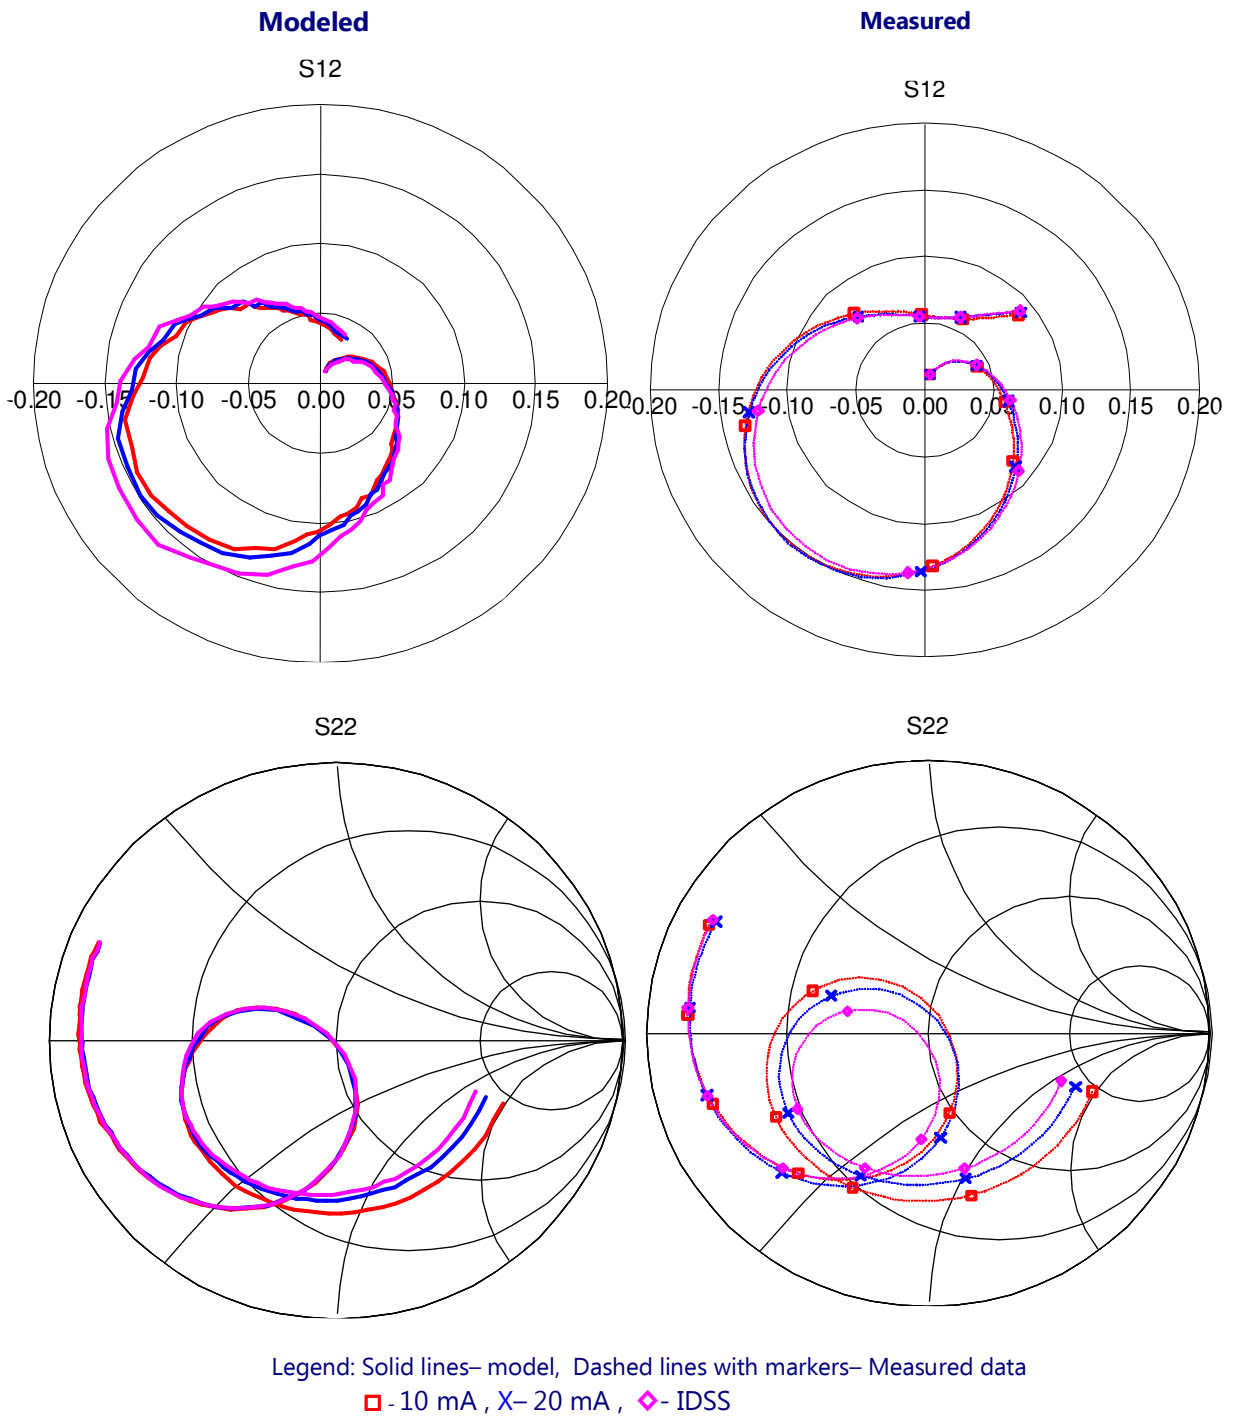 Modeled
Measured
S12
S12
-0.20 -0.15 -0.10 -0.05 0.00 0.05 0.10 0.15 0.20
-0.20 -0.15 -0.10 -0.05 0.00 0.05 0.10 0.15 0.20
S22
S22
Legend: Solid lines– model, Dashed lines with markers– Measured data
- 10 mA , X– 20 mA , - IDSS